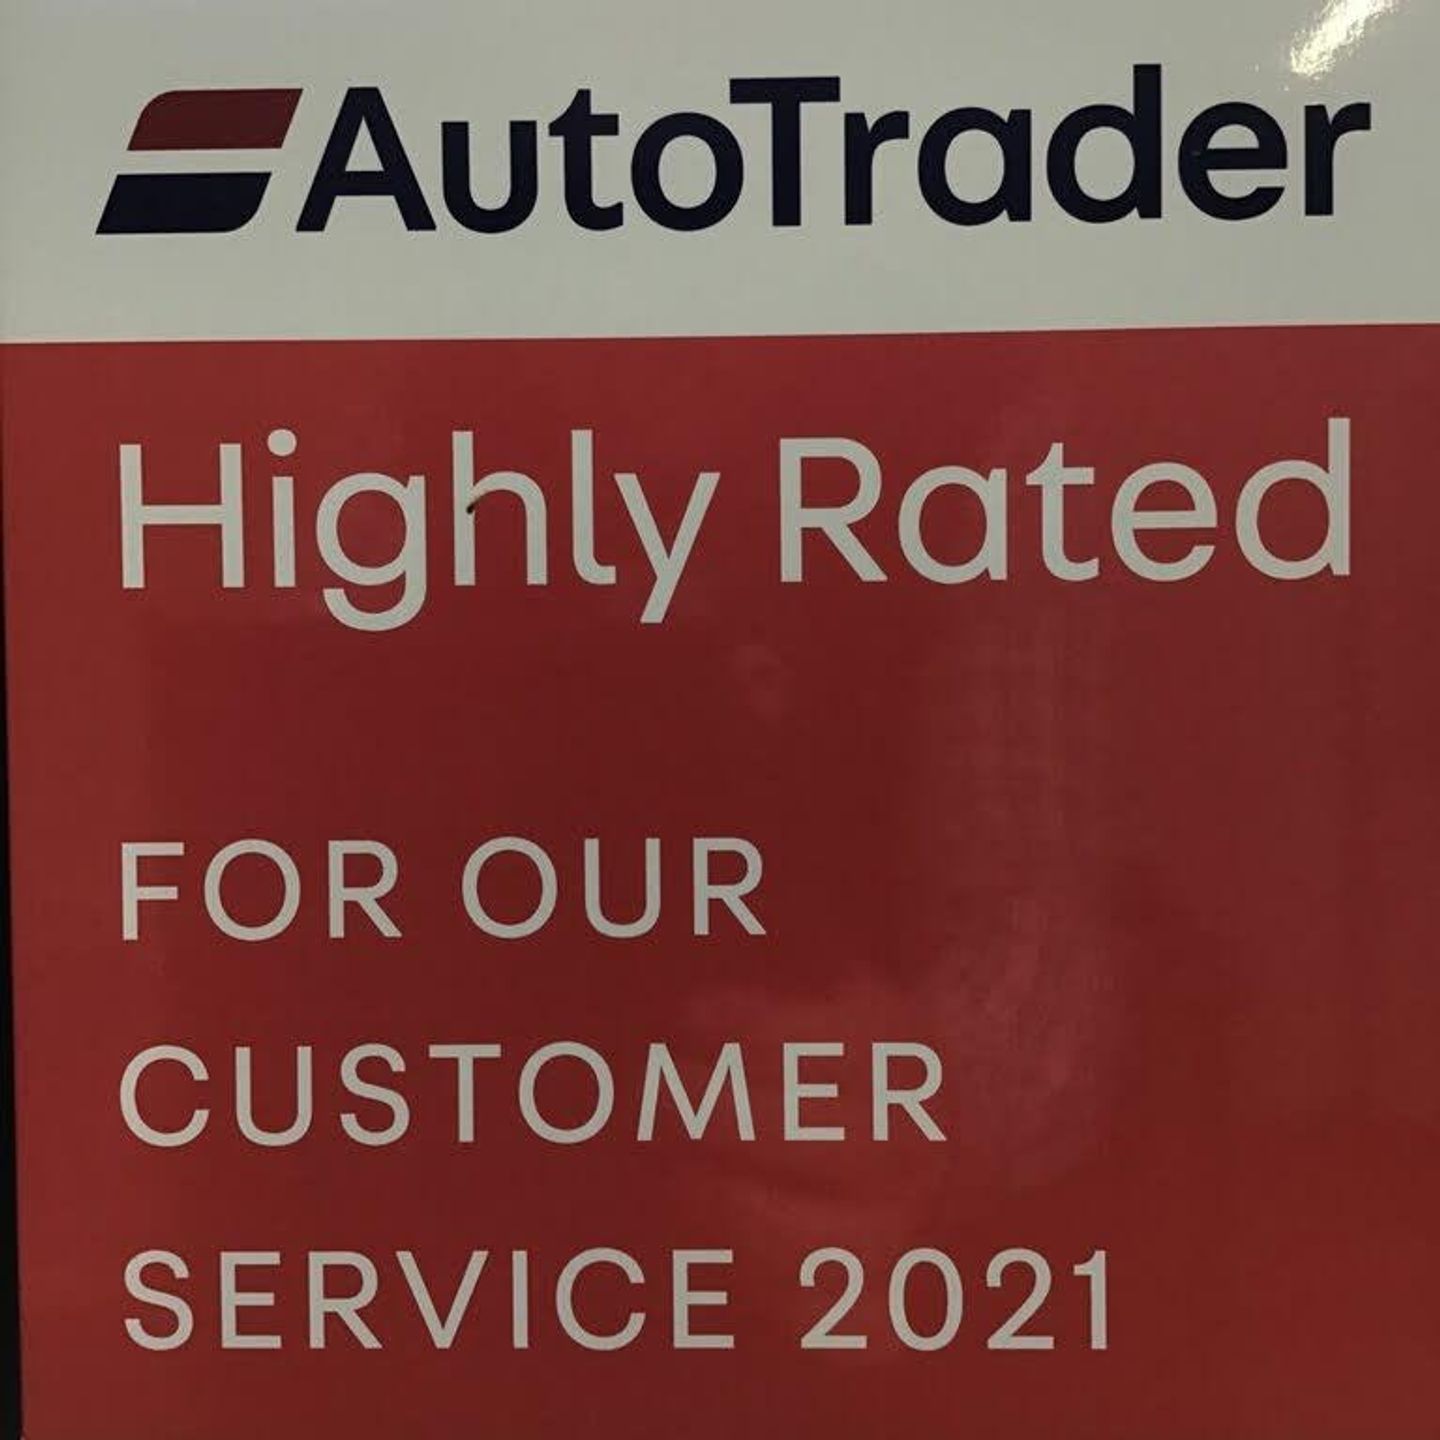 AutoTrader
Highly Rated
FOR OUR
CUSTOMER
SERVICE 2021